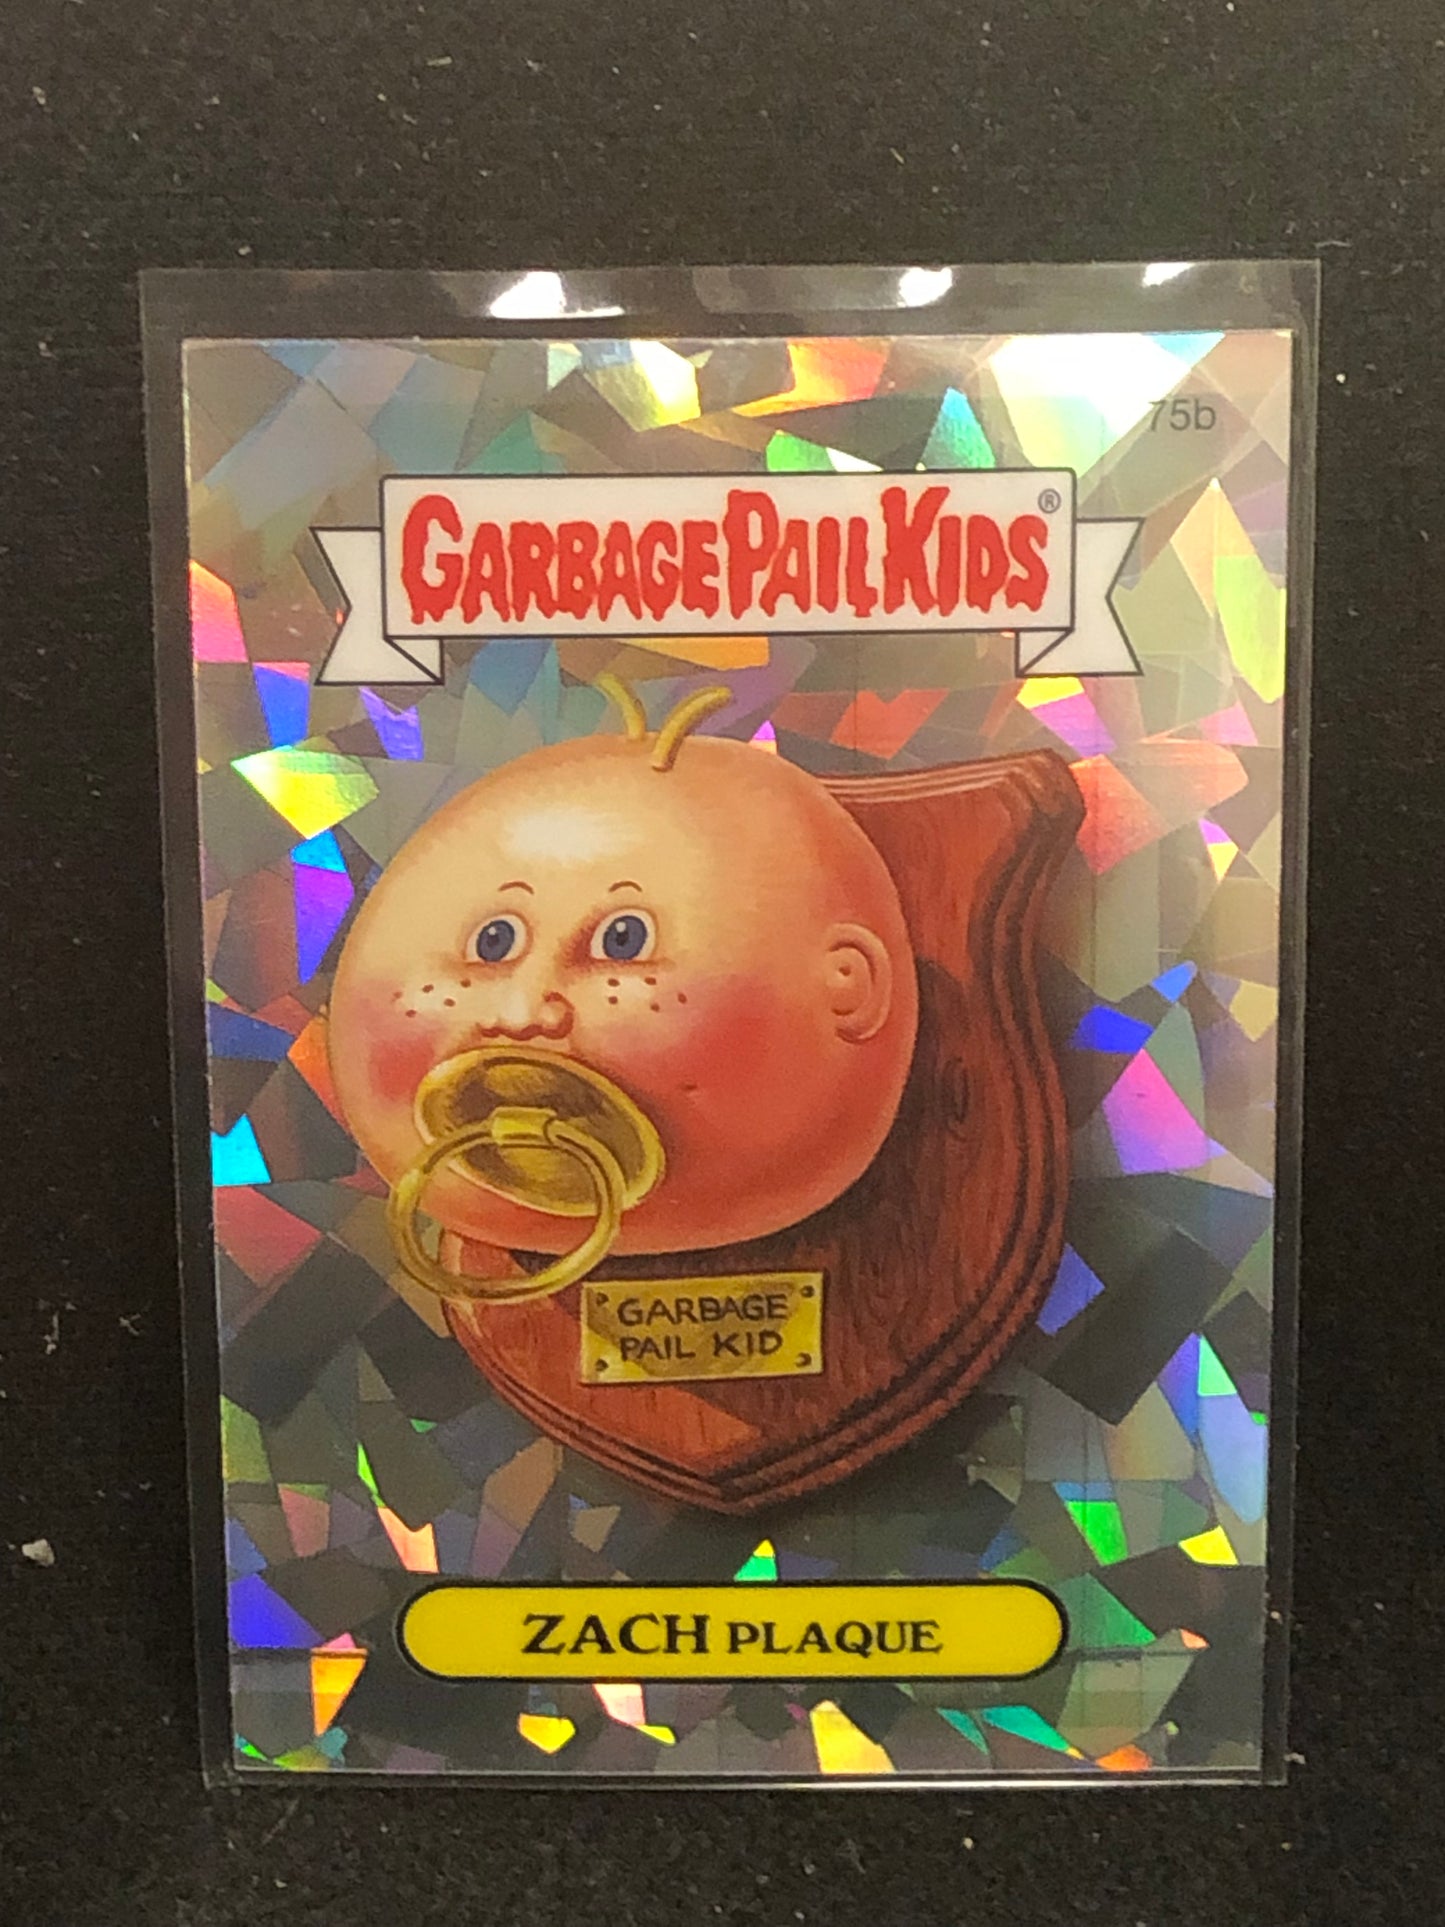 75b
GARBAGE PAIL KIDS®
GARBAGE
PAIL KID
ZACH PLAQUE